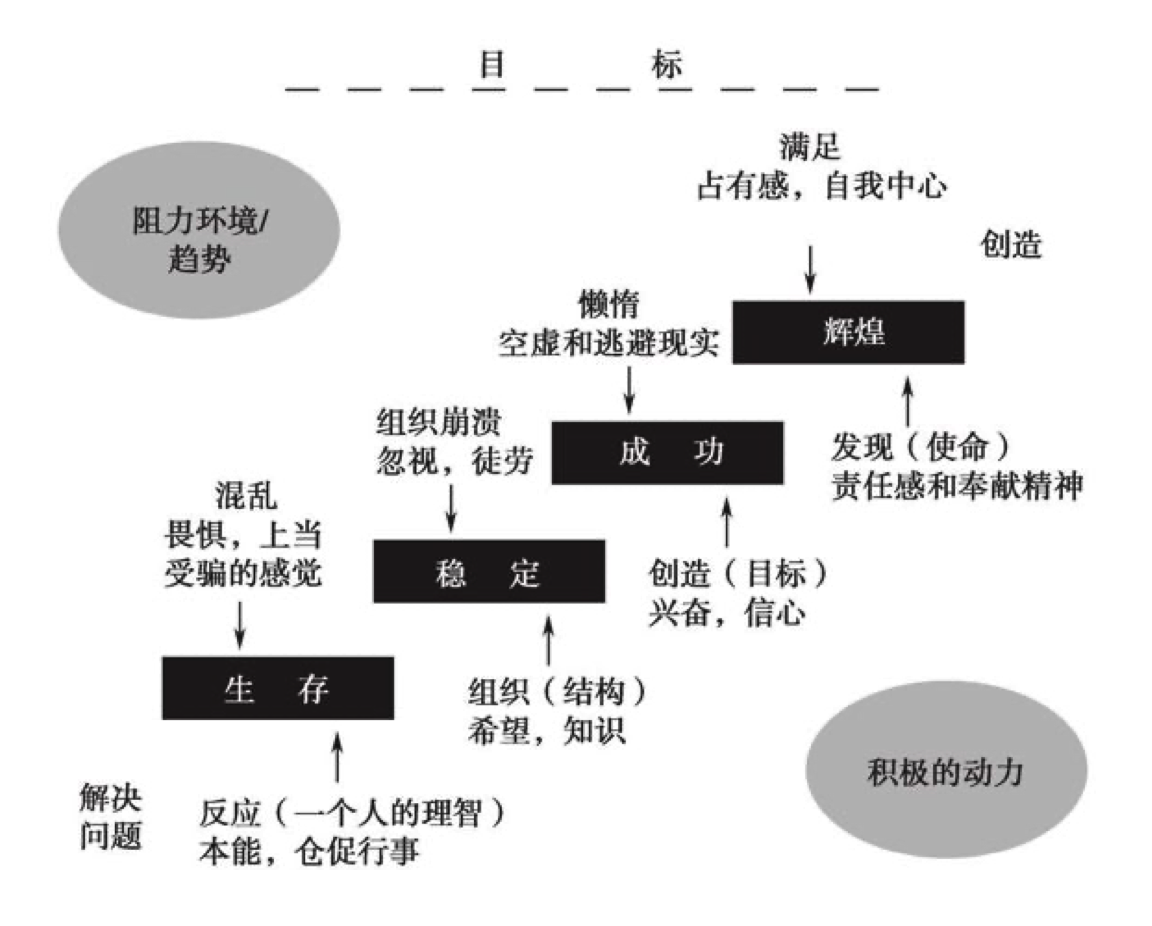 目 标
满足
占有感，自我中心
阻力环境/
趋势
创造
懒惰
空虚和逃避现实
辉煌
组织崩溃
忽视，徒劳
成 功
发现（使命）
责任感和奉献精神
混乱
畏惧，上当
受骗的感觉
稳 定
创造（目标）
兴奋，信心
生 存
组织（结构）
希望，知识
积极的动力
解决
问题
反应（一个人的理智）
本能，仓促行事